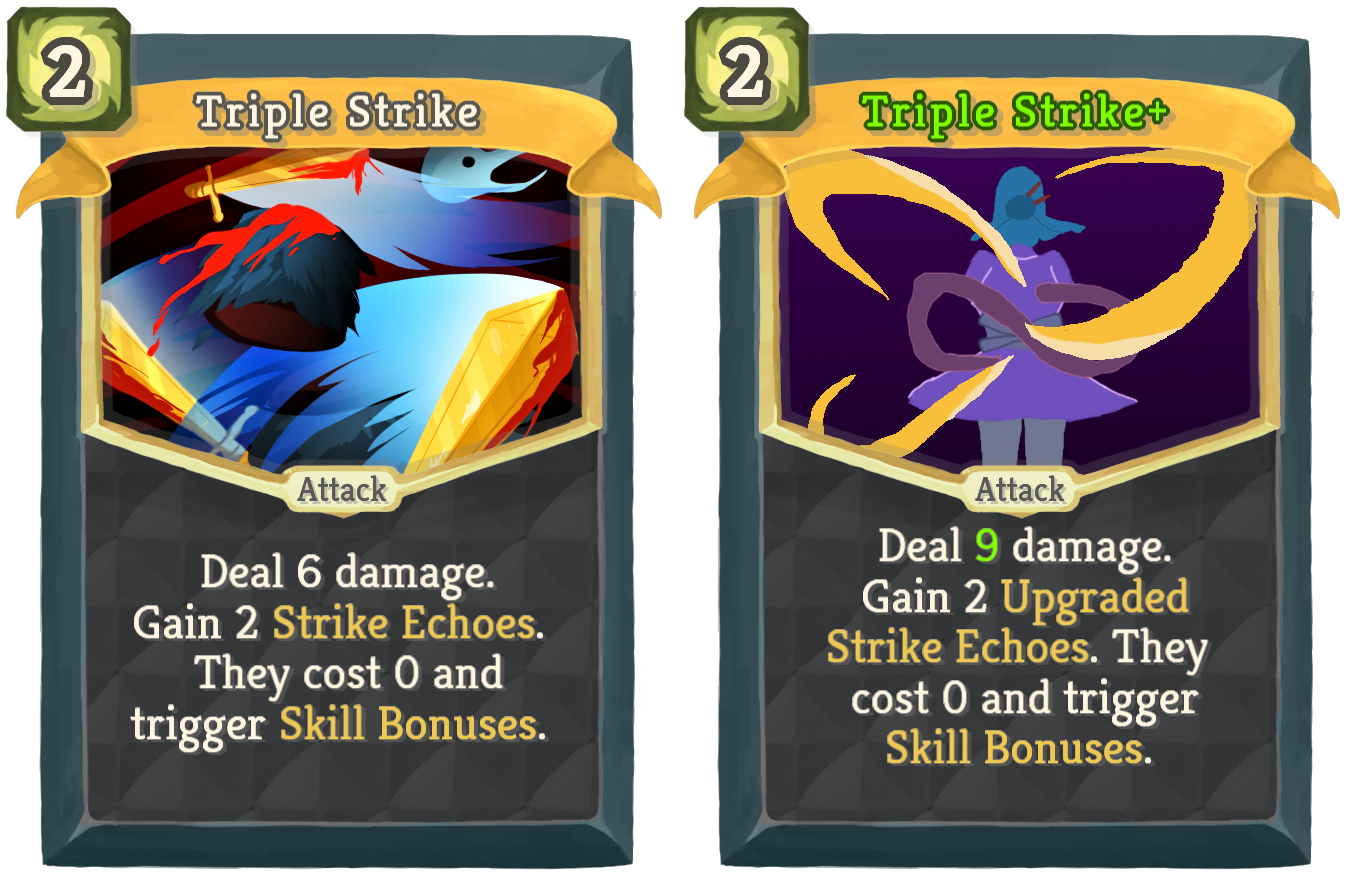 2
Triple Strike
Attack
Deal 6 damage.
Gain 2 Strike Echoes.
They cost 0 and
trigger Skill Bonuses.
2
Triple Strike+
Attack
Deal 9 damage.
Gain 2 Upgraded
Strike Echoes. They
cost 0 and trigger
Skill Bonuses.